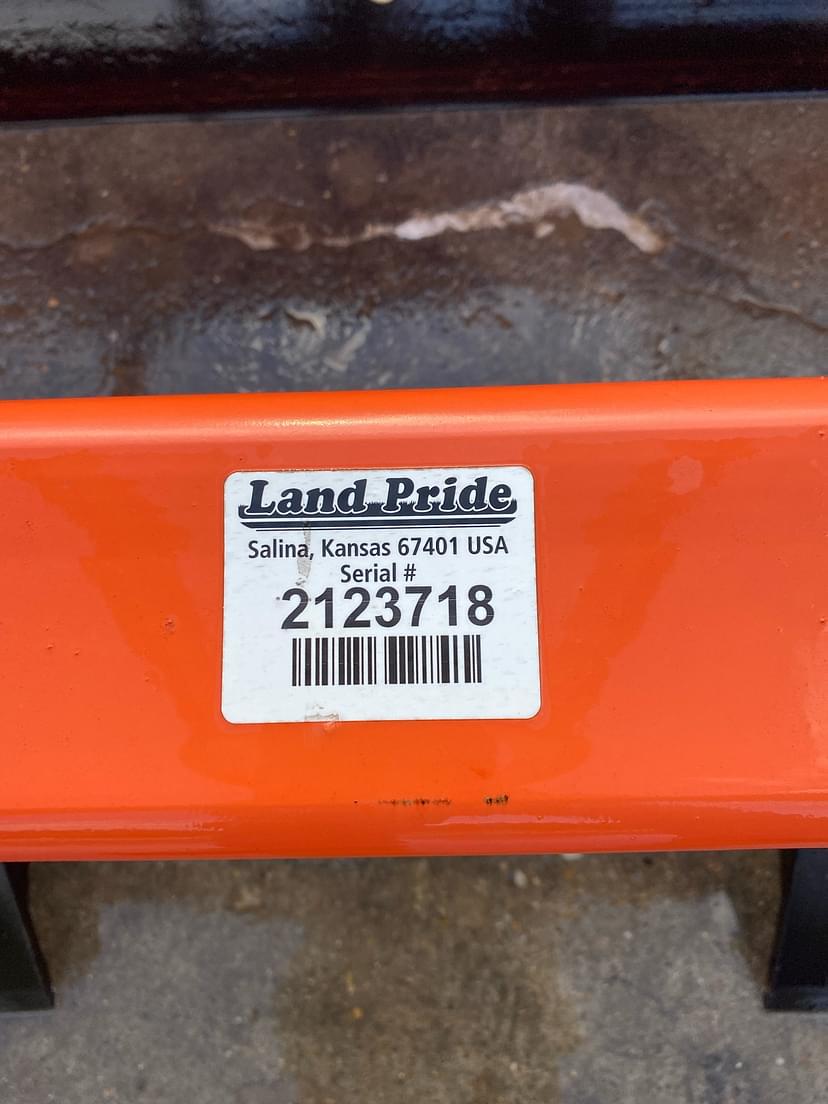 Land Pride
Salina, Kansas 67401 USA
Serial #
2123718